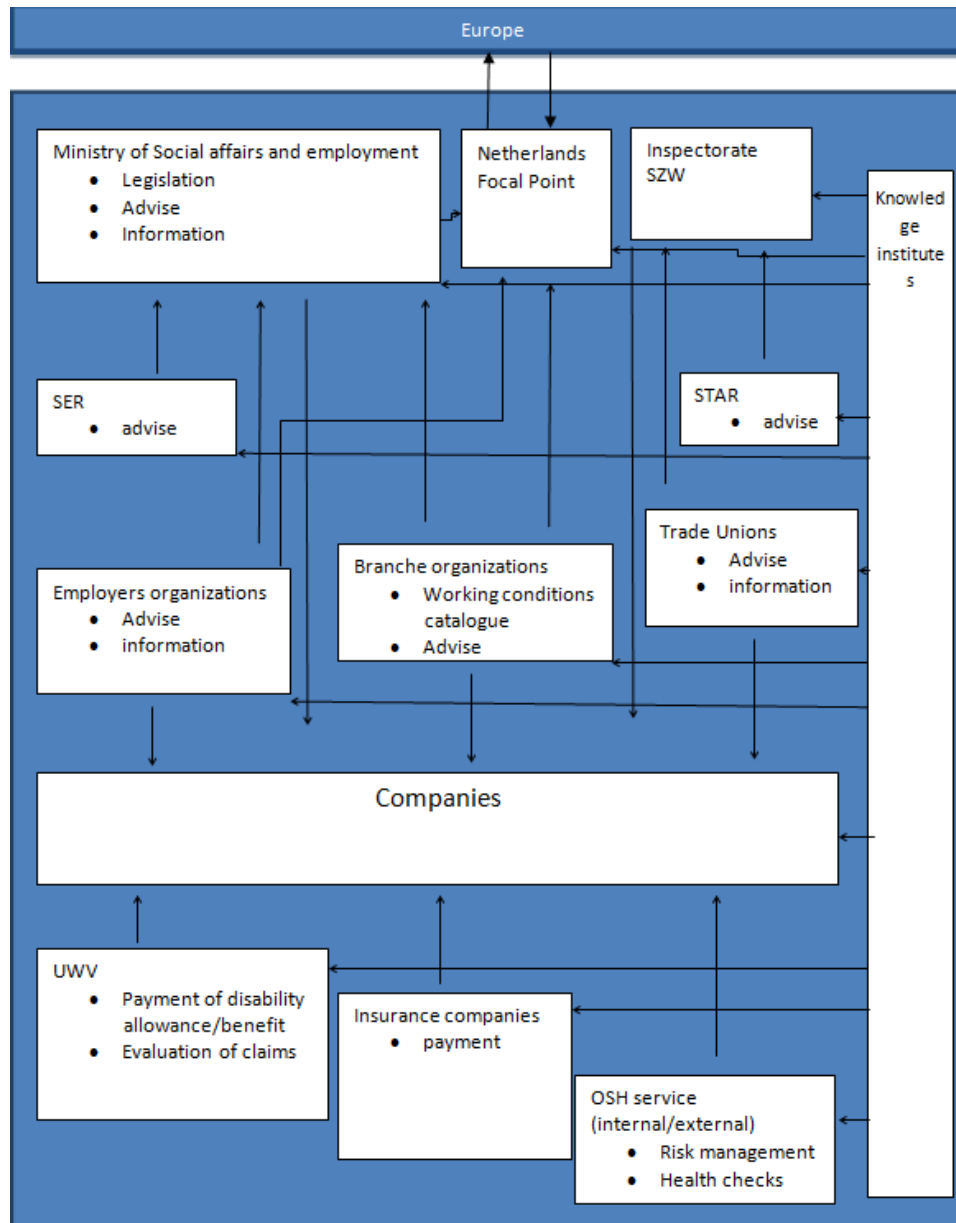 Europe
Ministry of Social affairs and employment
• Legislation
• Advise
• Information
Netherlands
Focal Point
Inspectorate
SZW
Knowled
ge
institute
s
SER
• advise
STAR
• advise
Employers organizations
• Advise
• information
Branche organizations
• Working conditions
catalogue
• Advise
Trade Unions
• Advise
• information
Companies
UWV
• Payment of disability
allowance/benefit
• Evaluation of claims
Insurance companies
• payment
OSH service
(internal/external)
• Risk management
• Health checks